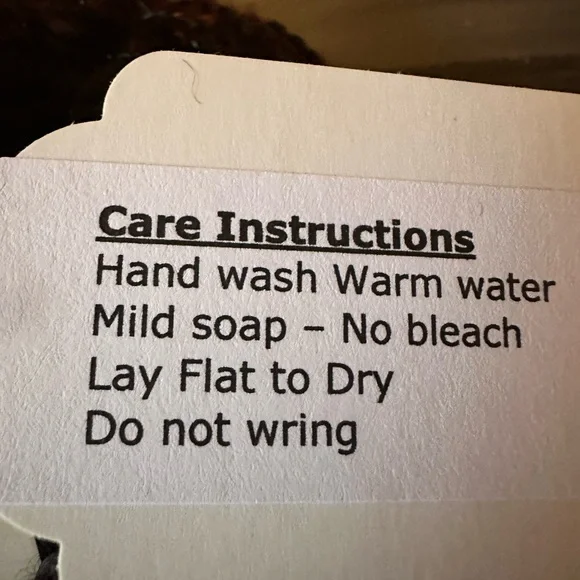 Care Instructions
Hand wash Warm water
Mild soap – No bleach
Lay Flat to Dry
Do not wring